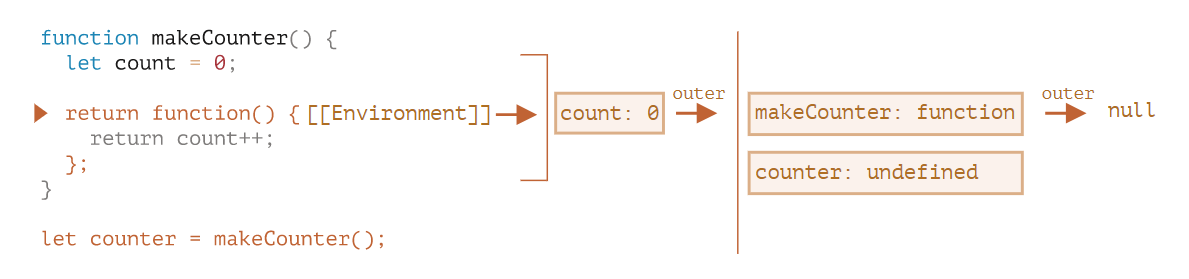 function makeCounter() {
let count = 0;
return function() { [[Environment]]
return count++;
};
}
let counter = makeCounter();
count: 0
outer
makeCounter: function
counter: undefined
outer
null